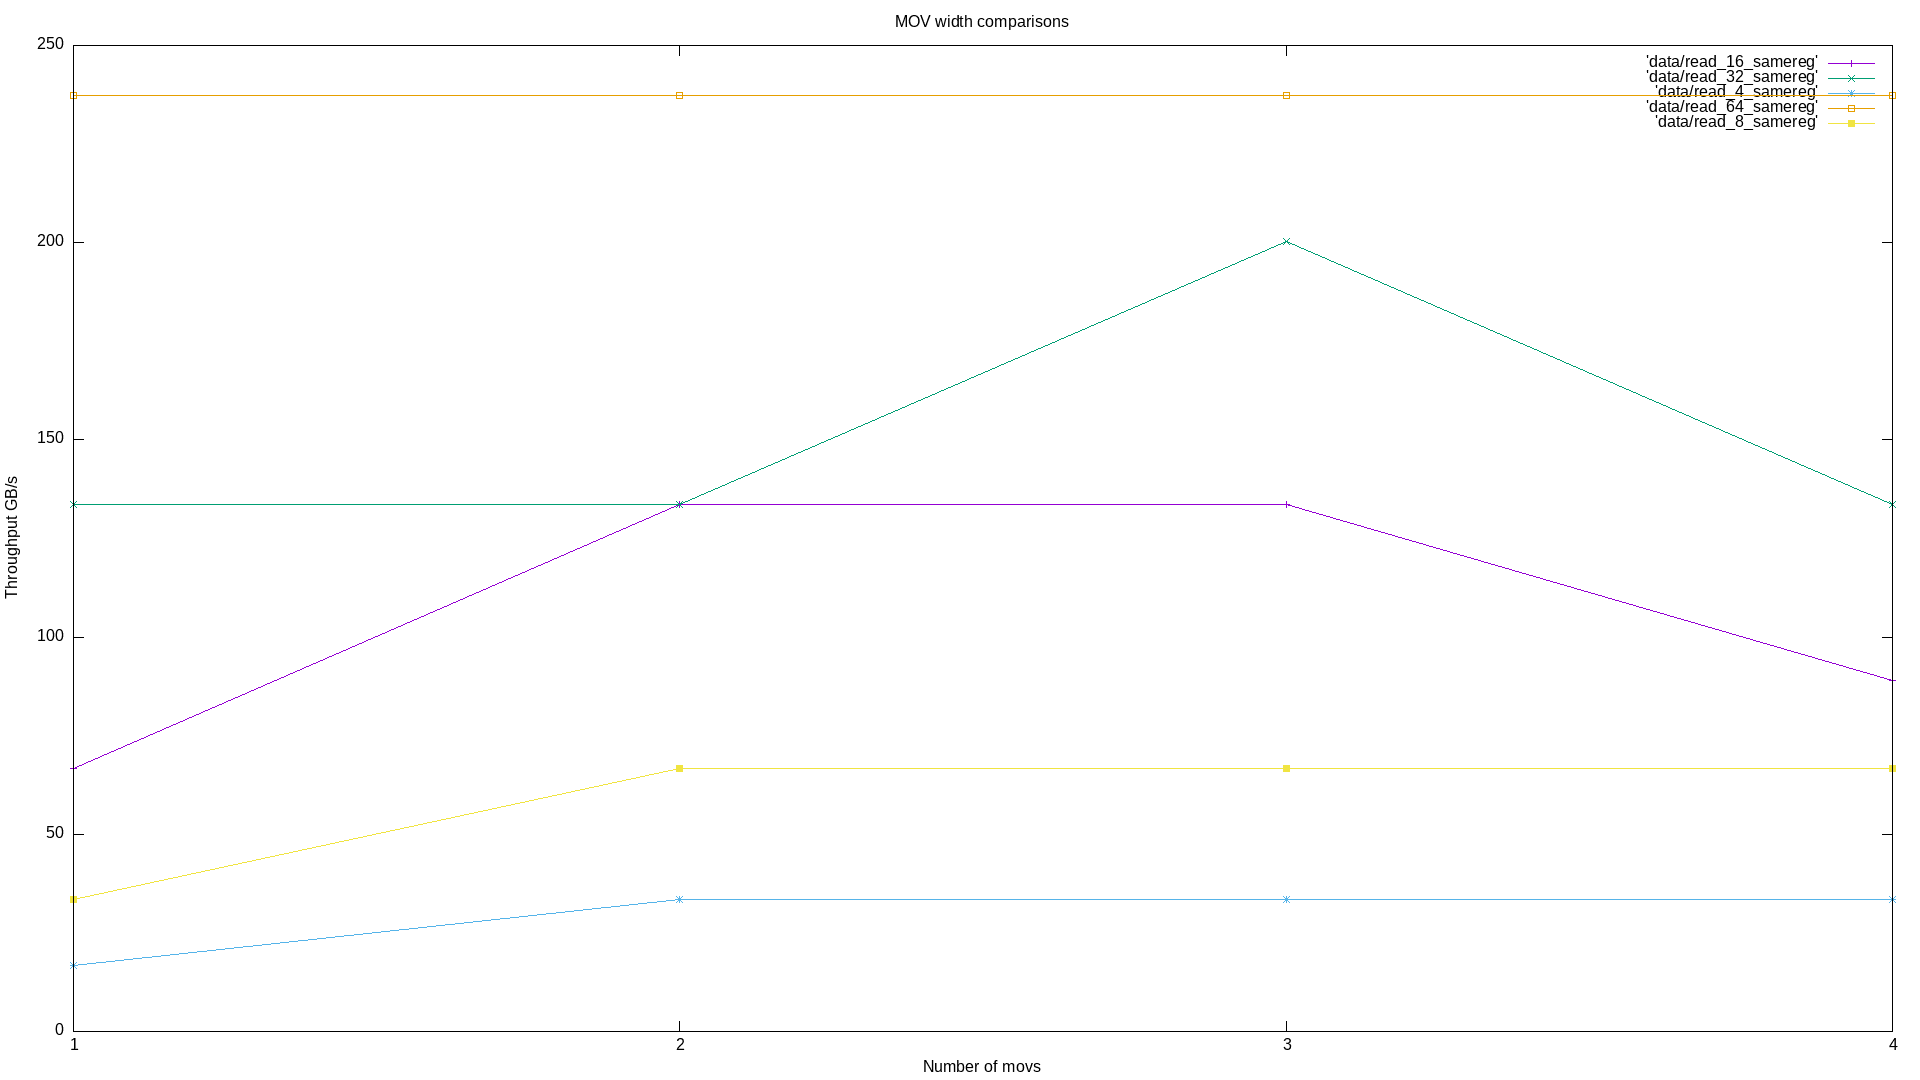 MOV width comparisons
250
200
150
100
50
0
Throughput GB/s
'data/read_16_samereg'
'data/read_32_samereg'
'data/read_4_samereg'
'data/read_64_samereg'
'data/read_8_samereg'
1 2 3 4
Number of movs